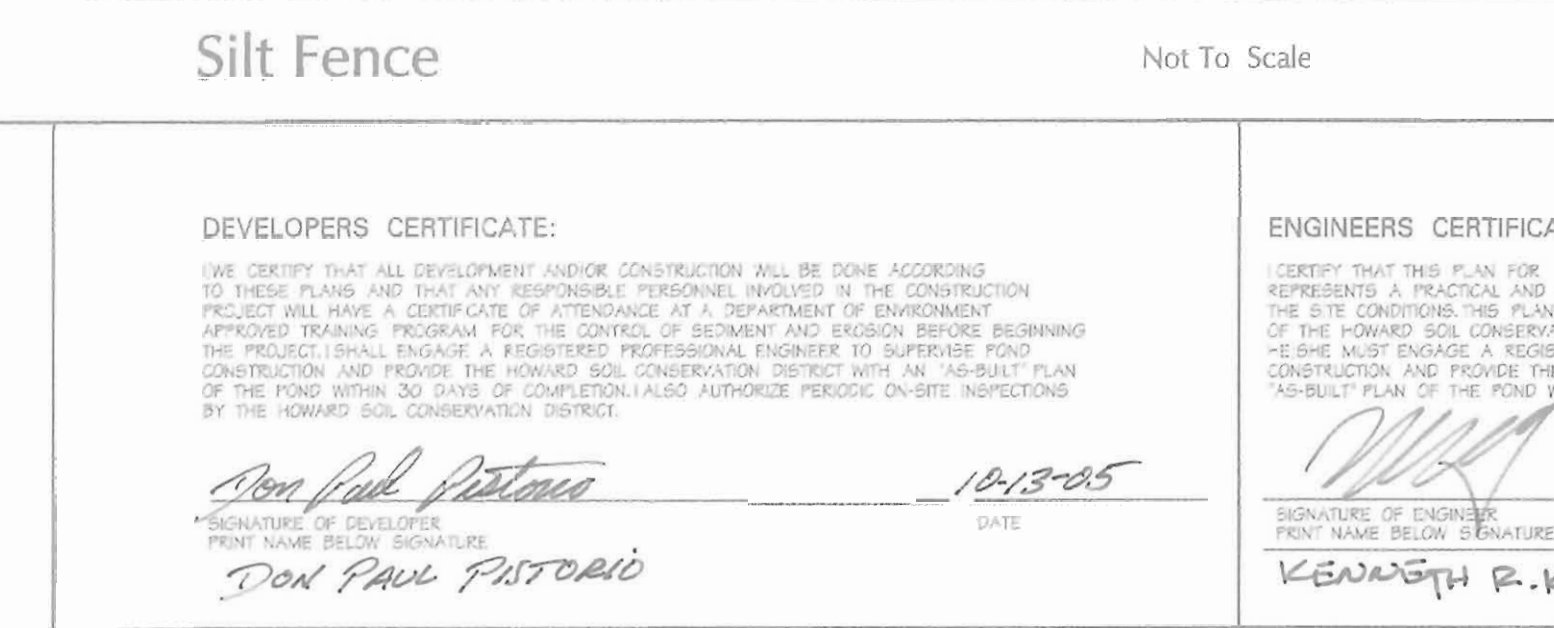 Silt Fence
Not To Scale
DEVELOPERS CERTIFICATE:
I/WE CERTIFY THAT ALL DEVELOPMENT AND/OR CONSTRUCTION WILL BE DONE ACCORDING
TO THESE PLANS AND THAT ANY RESPONSIBLE PERSONNEL INVOLVED IN THE CONSTRUCTION
PROJECT WILL HAVE A CERTIFICATE OF ATTENDANCE AT A DEPARTMENT OF ENVIRONMENT
APPROVED TRAINING PROGRAM FOR THE CONTROL OF SEDIMENT AND EROSION BEFORE BEGINNING
THE PROJECT. I SHALL ENGAGE A REGISTERED PROFESSIONAL ENGINEER TO SUPERVISE POND
CONSTRUCTION AND PROVIDE THE HOWARD SOIL CONSERVATION DISTRICT WITH AN "AS-BUILT" PLAN
OF THE POND WITHIN 30 DAYS OF COMPLETION. I ALSO AUTHORIZE PERIODIC ON-SITE INSPECTIONS
BY THE HOWARD SOIL CONSERVATION DISTRICT.
Don Paul Pistorio
10-13-05
SIGNATURE OF DEVELOPER
DATE
PRINT NAME BELOW SIGNATURE
DON PAUL PISTORIO
ENGINEERS CERTIFICA
I CERTIFY THAT THIS PLAN FOR
REPRESENTS A PRACTICAL AND
THE SITE CONDITIONS. THIS PLAN
OF THE HOWARD SOIL CONSERVA
HE/SHE MUST ENGAGE A REGIS
CONSTRUCTION AND PROVIDE THE
"AS-BUILT" PLAN OF THE POND W
SIGNATURE OF ENGINEER
PRINT NAME BELOW SIGNATURE
KENNETH R.